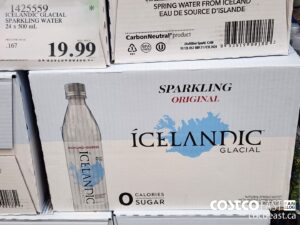 1425559 *
ICELANDIC GLACIAL
SPARKLING WATER
24 x 500 mL
.167
19.99
SPRING WATER FROM ICELAND
EAU DE SOURCE D'ISLANDE
CarbonNeutral product
SPARKLING
ORIGINAL
ICELANDIC
GLACIAL
ICELANDIC
0 CALORIES
SUGAR
COSTCO
cocoeast.ca